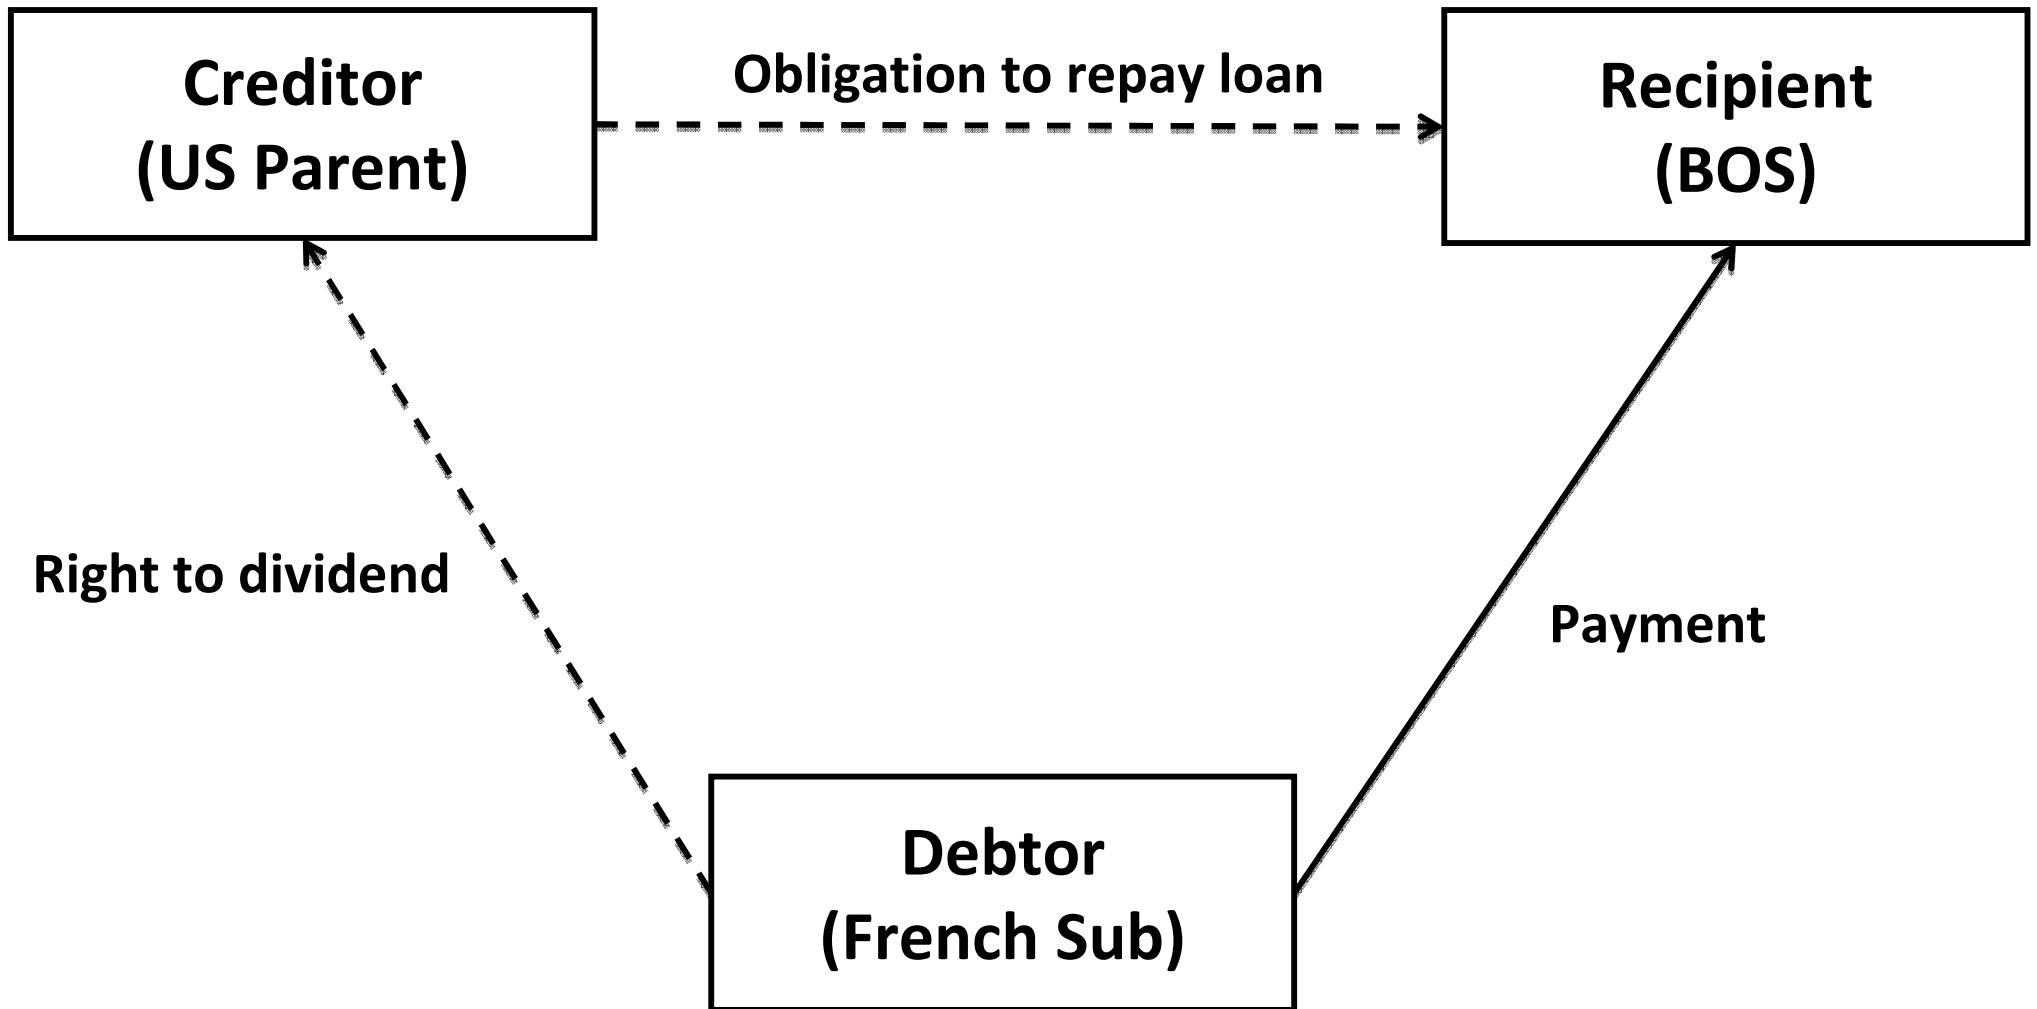 Creditor
(US Parent)
Obligation to repay loan
Recipient
(BOS)
Right to dividend
Payment
Debtor
(French Sub)